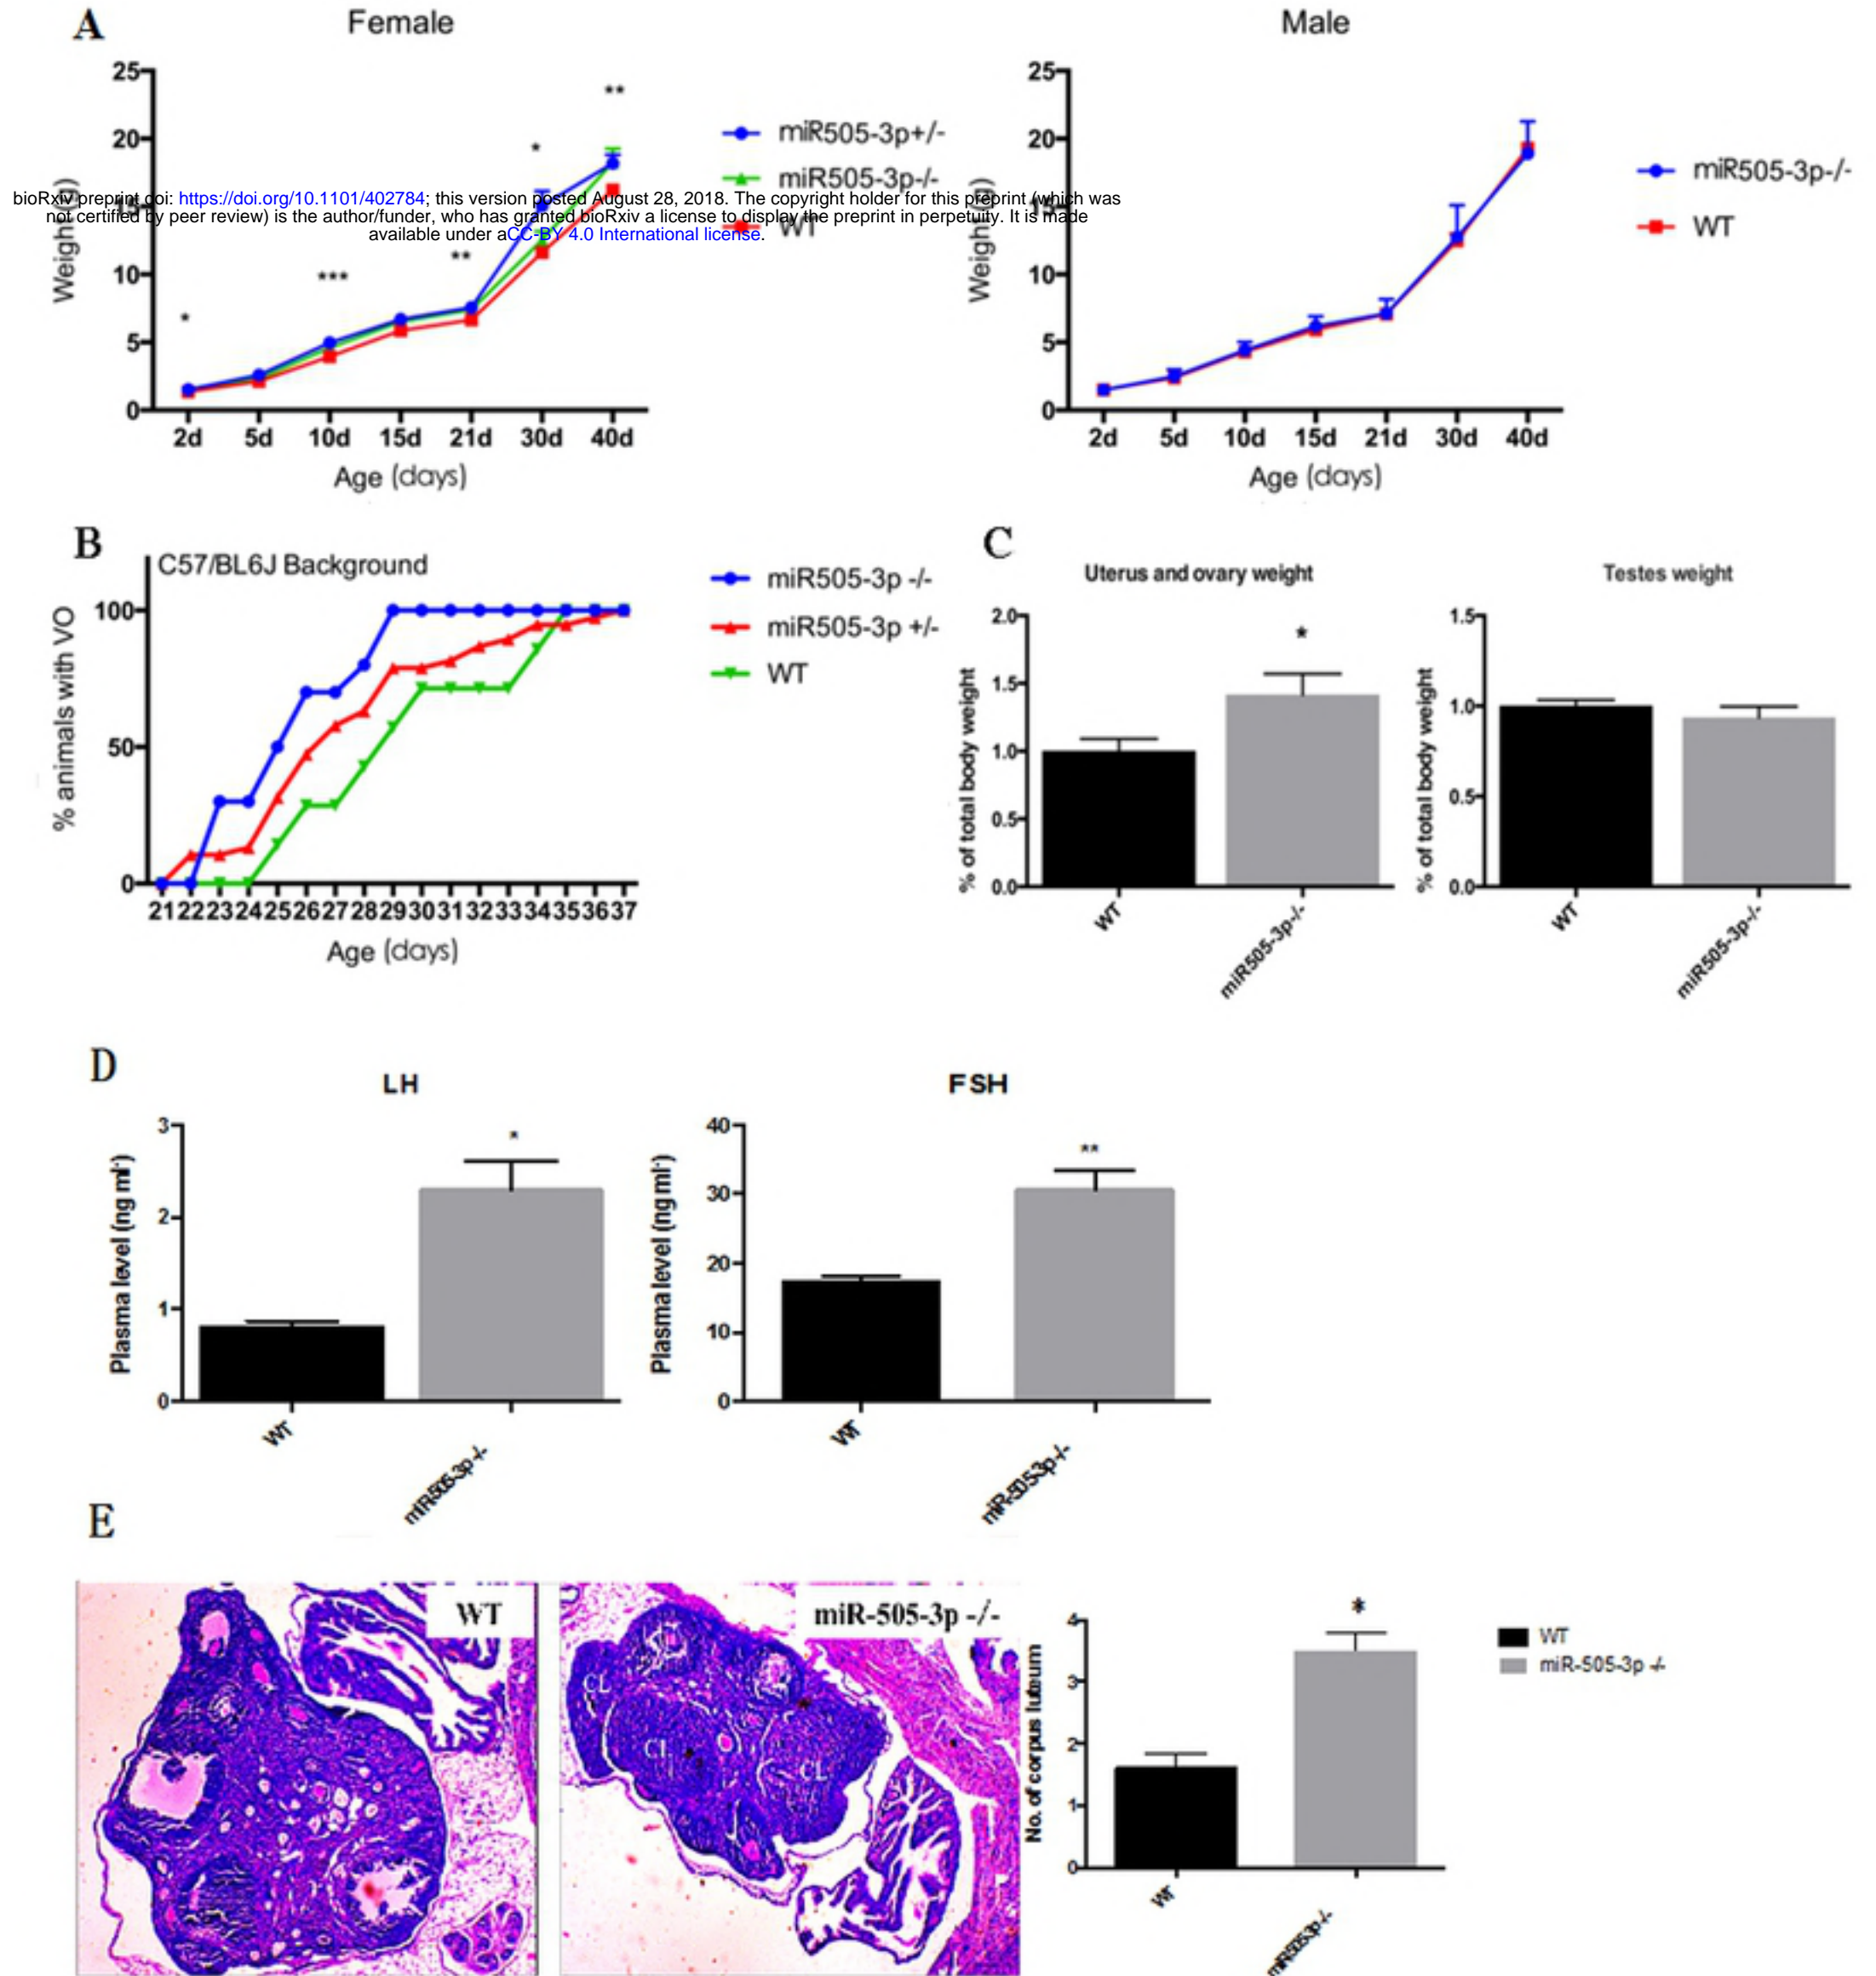 A
Female
Male
25
20
15
10
5
0
Weight (g)
*
***
**
*
**
2d 5d 10d 15d 21d 30d 40d
Age (days)
miR505-3p+/-
miR505-3p-/-
WT
25
20
15
10
5
0
Weight (g)
2d 5d 10d 15d 21d 30d 40d
Age (days)
miR505-3p-/-
WT
bioRxiv preprint doi: https://doi.org/10.1101/402784; this version posted August 28, 2018. The copyright holder for this preprint (which was
not certified by peer review) is the author/funder, who has granted bioRxiv a license to display the preprint in perpetuity. It is made
available under aCC-BY 4.0 International license.
B
C57/BL6J Background
100
50
0
% animals with VO
21 22 23 24 25 26 27 28 29 30 31 32 33 34 35 36 37
Age (days)
miR505-3p -/-
miR505-3p +/-
WT
C
Uterus and ovary weight
2.0
1.5
1.0
0.5
0.0
% of total body weight
*
WT
miR505-3p-/-
Testes weight
1.5
1.0
0.5
0.0
% of total body weight
WT
miR505-3p-/-
D
LH
3
2
1
0
Plasma level (ng ml-)
*
WT
miR505-3p-/-
FSH
40
30
20
10
0
Plasma level (ng ml-)
**
WT
miR-505-3p-/-
E
WT
miR-505-3p -/-
CL
CL
CL
4
3
2
1
0
No. of corpus luteum
*
WT
miR505-3p-/-
WT
miR-505-3p -/-